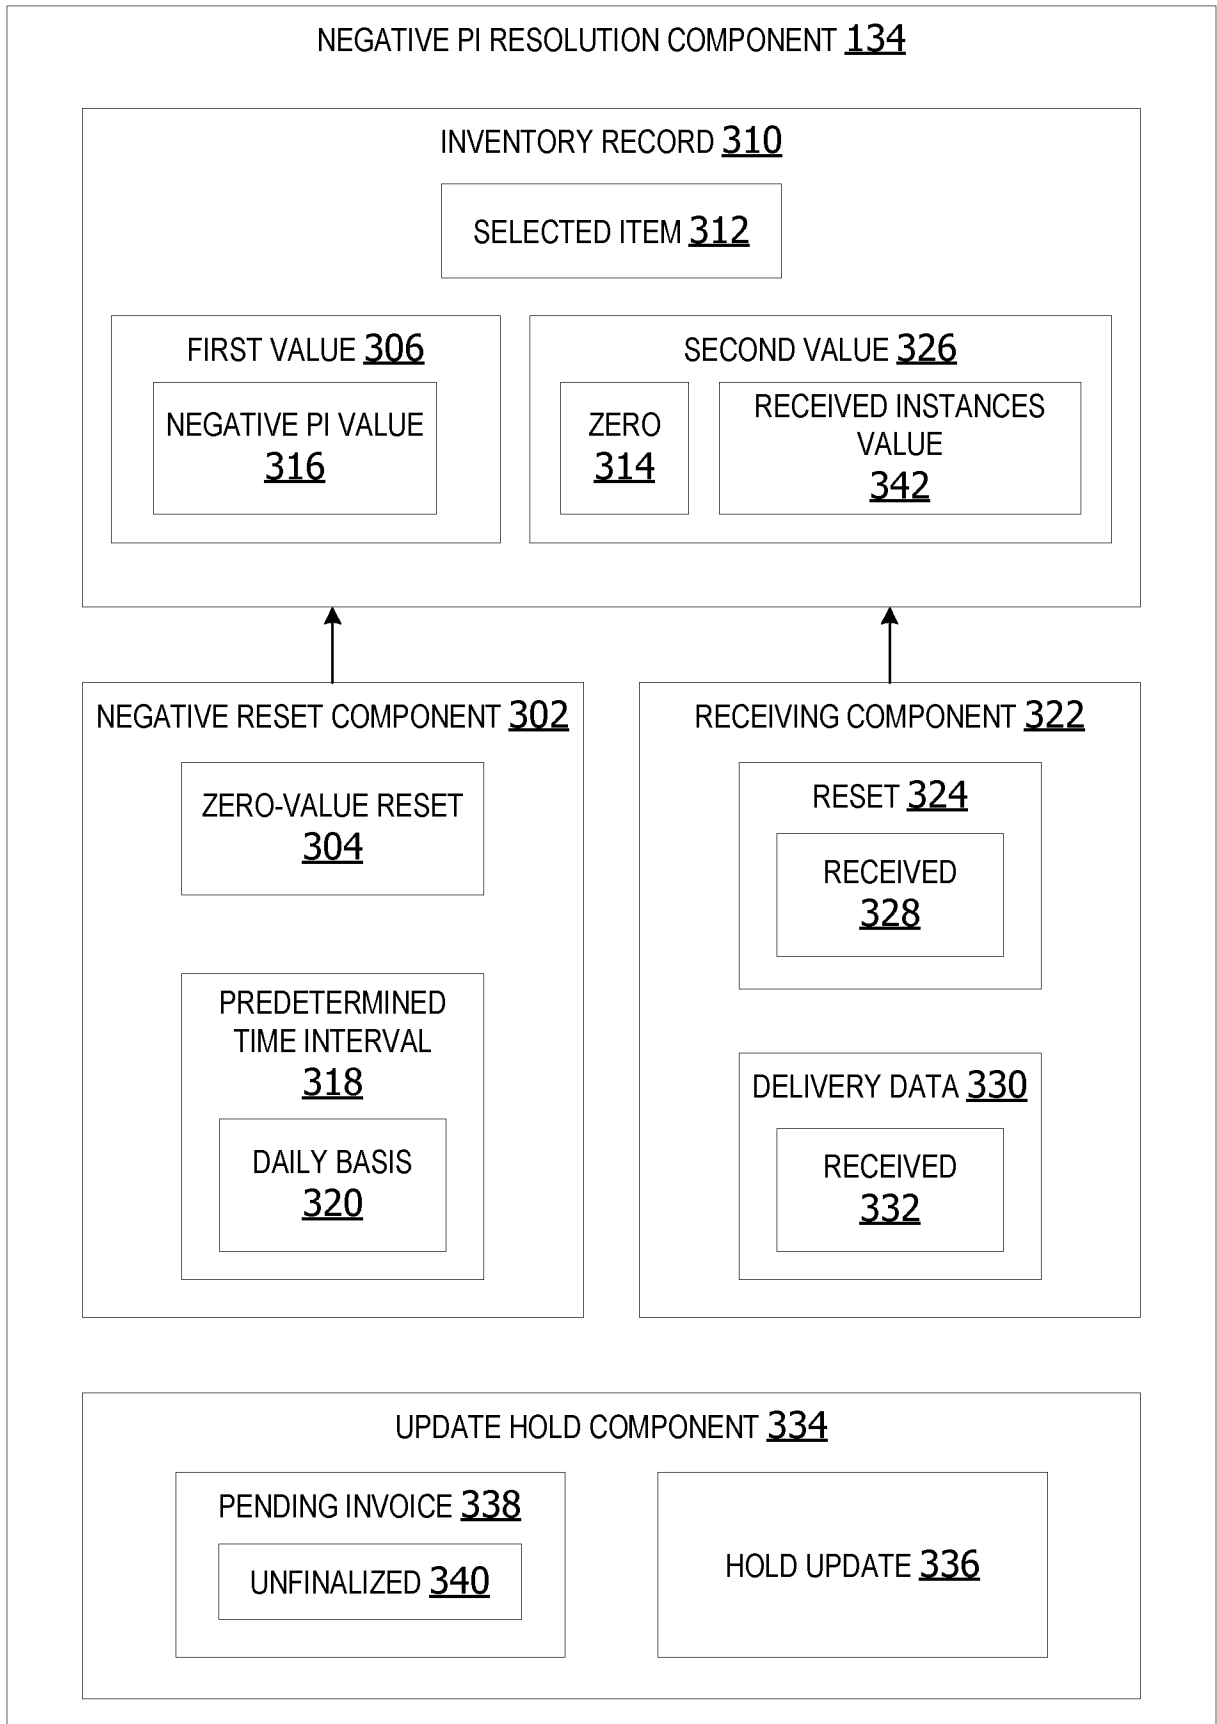 NEGATIVE PI RESOLUTION COMPONENT 134
INVENTORY RECORD 310
SELECTED ITEM 312
FIRST VALUE 306
NEGATIVE PI VALUE
316
SECOND VALUE 326
ZERO
314
RECEIVED INSTANCES
VALUE
342
NEGATIVE RESET COMPONENT 302
ZERO-VALUE RESET
304
PREDETERMINED
TIME INTERVAL
318
DAILY BASIS
320
RECEIVING COMPONENT 322
RESET 324
RECEIVED
328
DELIVERY DATA 330
RECEIVED
332
UPDATE HOLD COMPONENT 334
PENDING INVOICE 338
UNFINALIZED 340
HOLD UPDATE 336